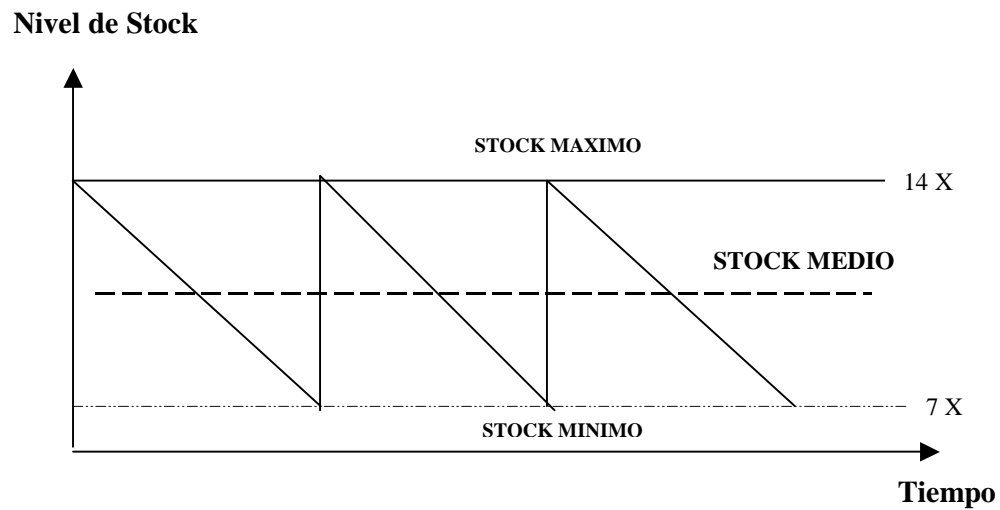 Nivel de Stock
STOCK MAXIMO
14 X
STOCK MEDIO
7 X
STOCK MINIMO
Tiempo